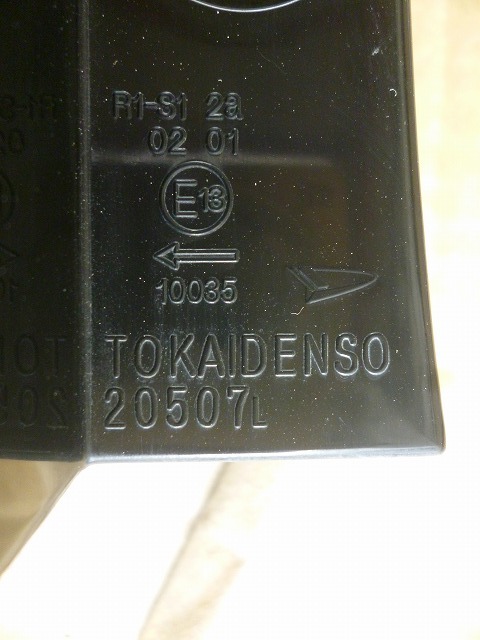 R1-S1 2a
02 01
E13
10035
TOKAIDENSO
20507L